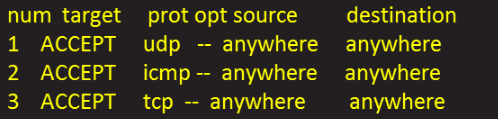 num target prot opt source destination
1 ACCEPT udp -- anywhere anywhere
2 ACCEPT icmp -- anywhere anywhere
3 ACCEPT tcp -- anywhere anywhere